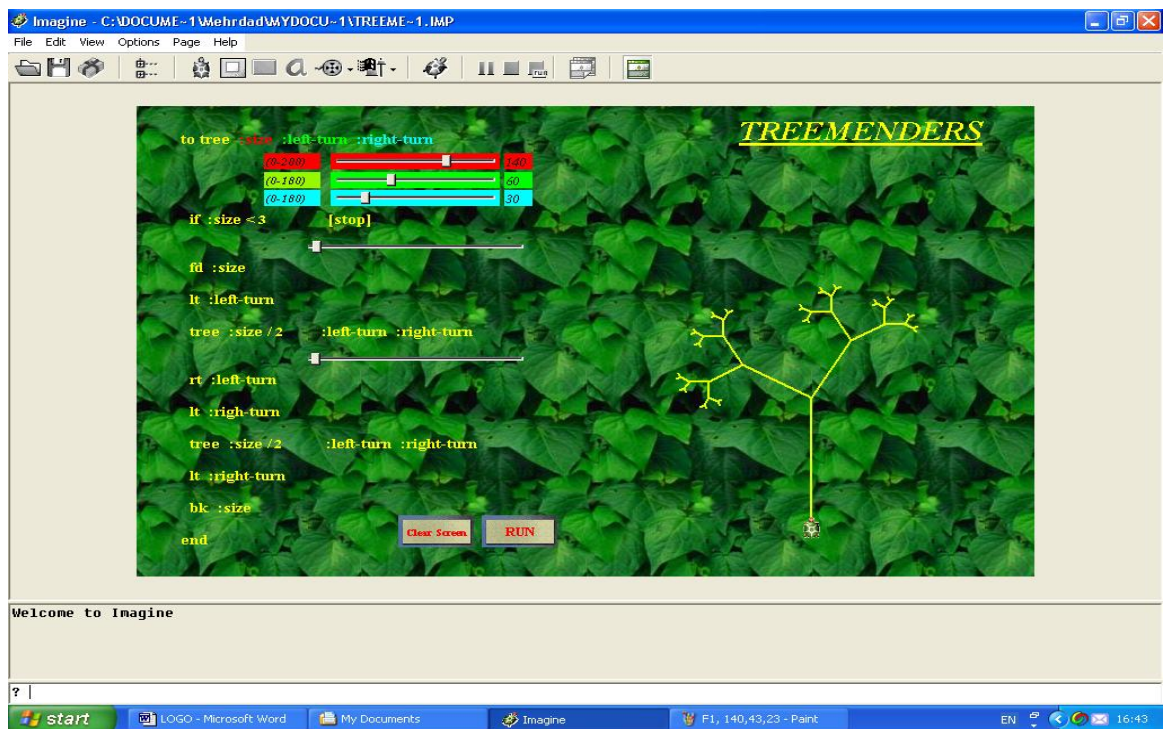 Imagine - C:\DOCUME~1\Mehrdad\MYDOCU~1\TREEME~1.IMP
File Edit View Options Page Help
run
TREEMENDERS
to tree :size :left-turn :right-turn
(0-200) 140
(0-180) 60
(0-180) 30
if :size < 3 [stop]
fd :size
lt :left-turn
tree :size / 2 :left-turn :right-turn
rt :left-turn
lt :righ-turn
tree :size / 2 :left-turn :right-turn
lt :right-turn
bk :size
Clear Screen RUN
end
Welcome to Imagine
?
start LOGO - Microsoft Word My Documents Imagine F1, 140,43,23 - Paint EN 16:43